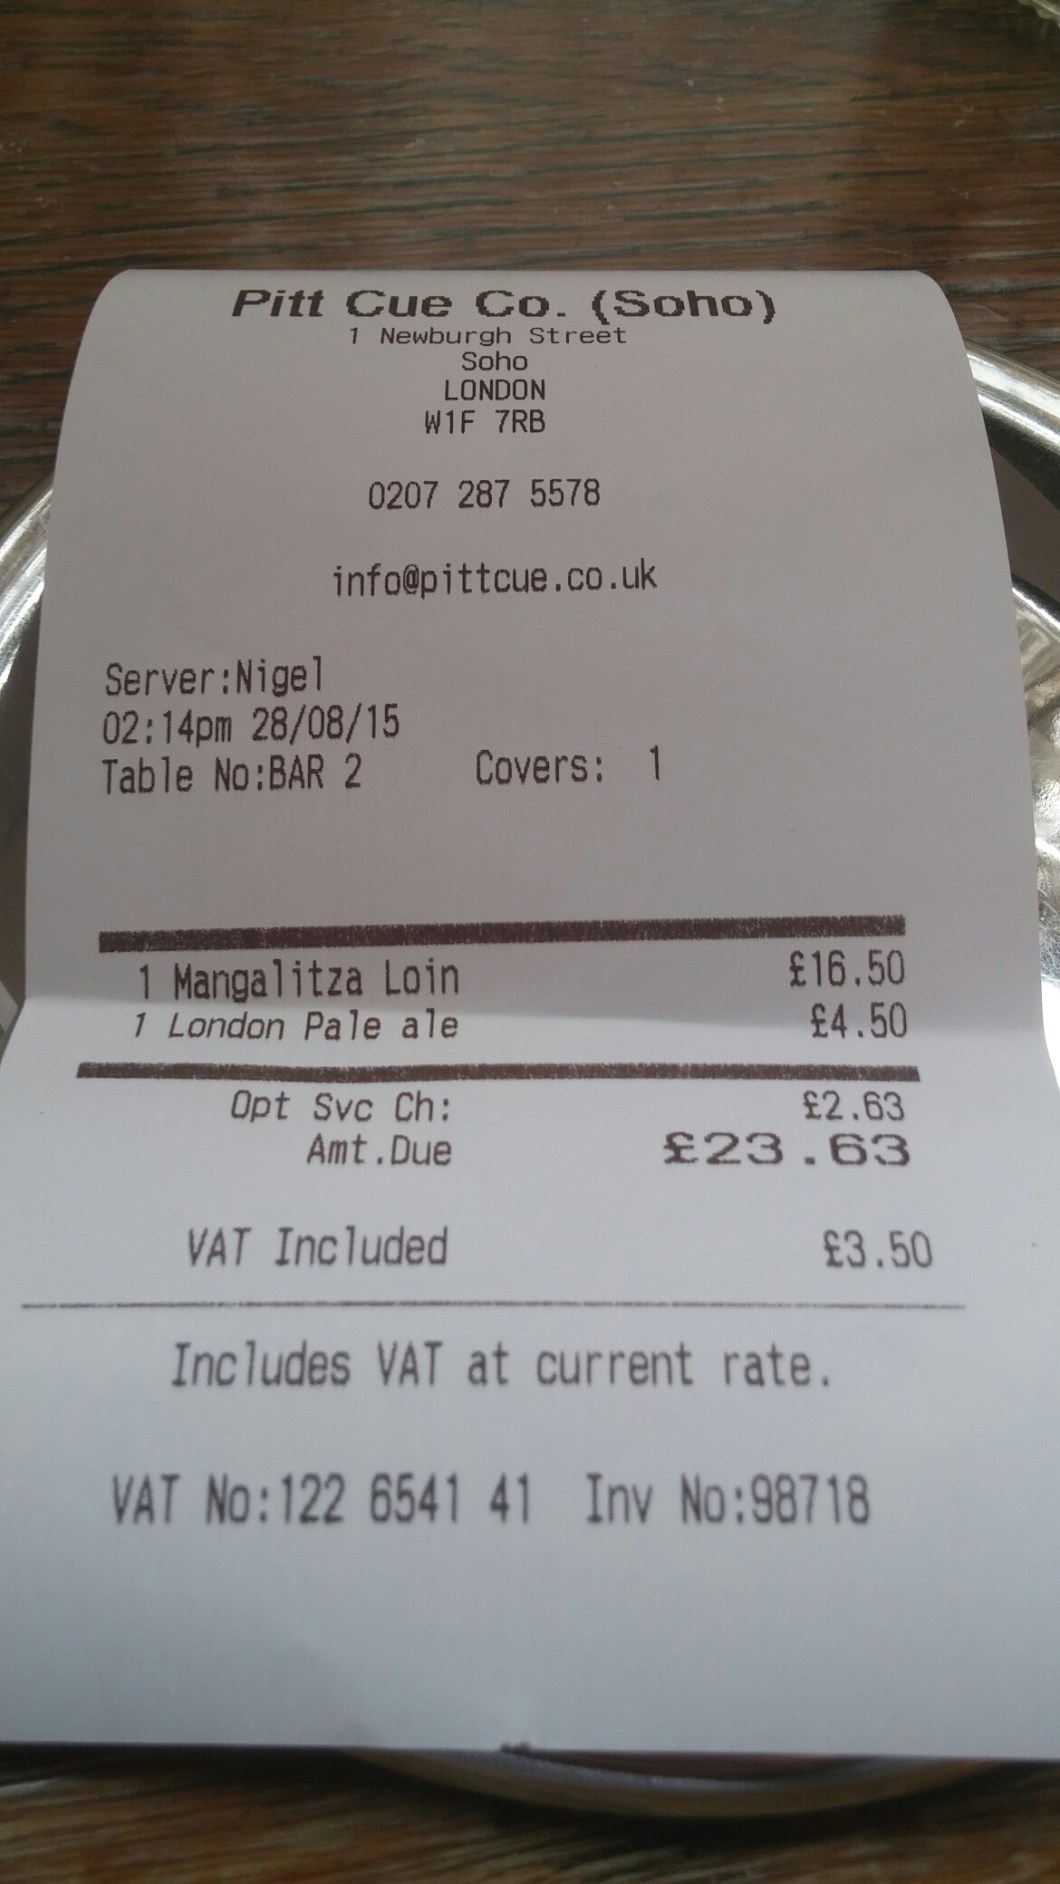 Pitt Cue Co. (Soho)
1 Newburgh Street
Soho
LONDON
W1F 7RB
0207 287 5578
info@pittcue.co.uk
Server:Nigel
02:14pm 28/08/15
Table No:BAR 2 Covers: 1
1 Mangalitza Loin £16.50
1 London Pale ale £4.50
Opt Svc Ch: £2.63
Amt.Due £23.63
VAT Included £3.50
Includes VAT at current rate.
VAT No:122 6541 41 Inv No:98718